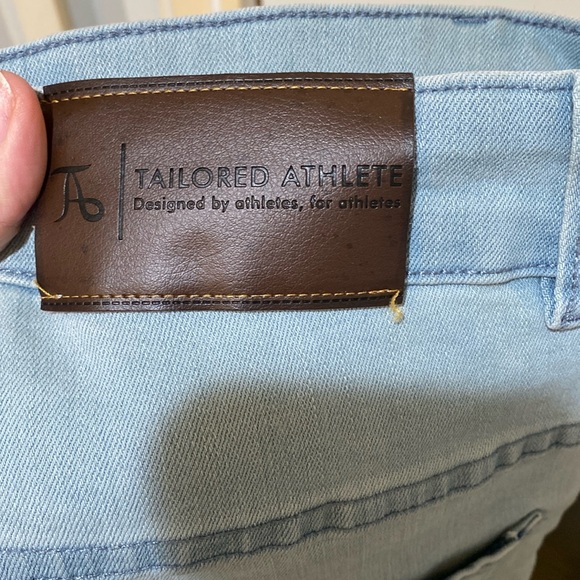 TAILORED ATHLETE
Designed by athletes, for athletes